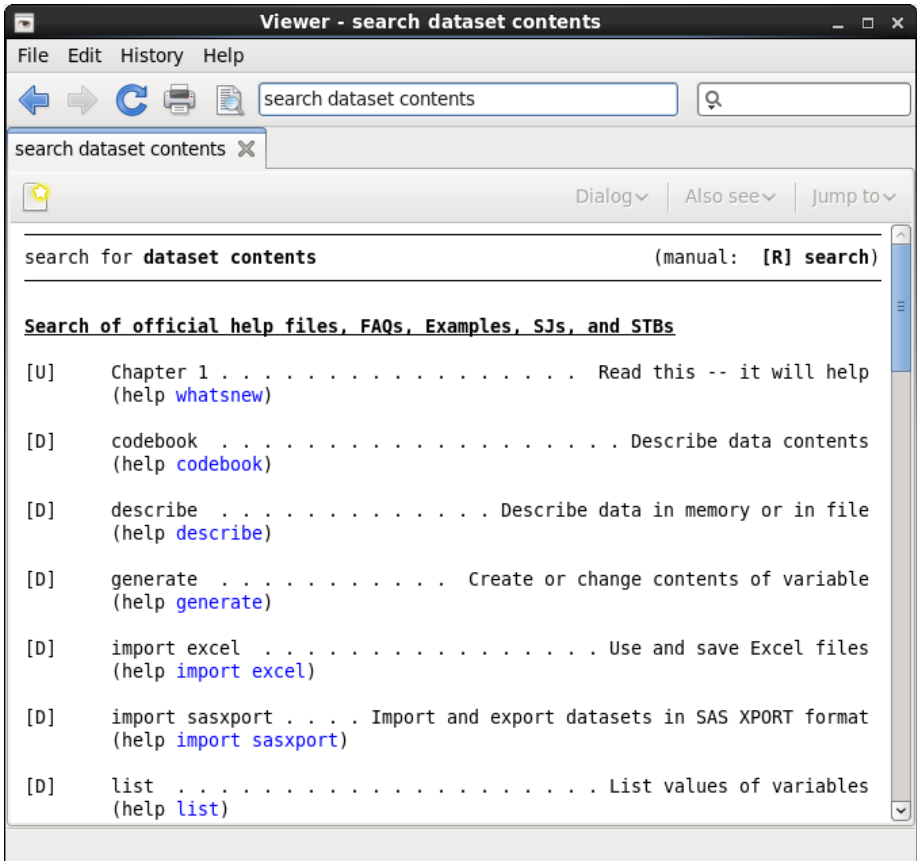 Viewer - search dataset contents
File Edit History Help
search dataset contents
search dataset contents
Dialog Also see Jump to
search for dataset contents (manual: [R] search)
Search of official help files, FAQs, Examples, SJs, and STBs
[U] Chapter 1 . . . . . . . . . . . . . . . . . Read this -- it will help
(help whatsnew)
[D] codebook . . . . . . . . . . . . . . . . . . . Describe data contents
(help codebook)
[D] describe . . . . . . . . . . . . . Describe data in memory or in file
(help describe)
[D] generate . . . . . . . . . . . Create or change contents of variable
(help generate)
[D] import excel . . . . . . . . . . . . . . . . Use and save Excel files
(help import excel)
[D] import sasxport . . . . Import and export datasets in SAS XPORT format
(help import sasxport)
[D] list . . . . . . . . . . . . . . . . . . . . List values of variables
(help list)